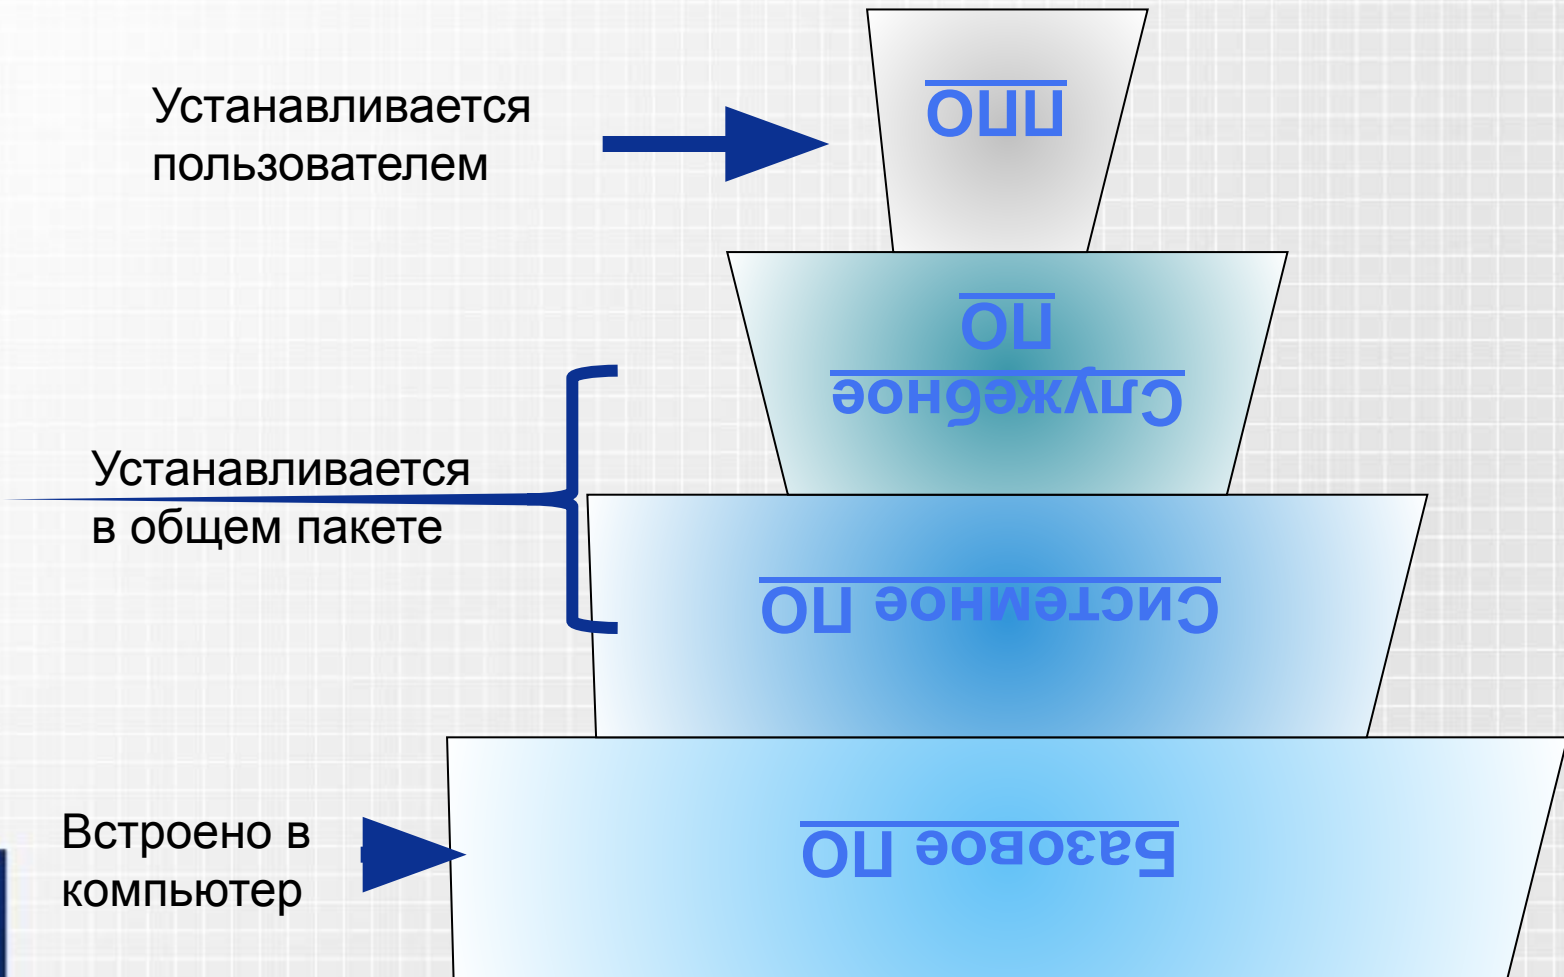 Устанавливается
пользователем
ППО
Служебное
ПО
Устанавливается
в общем пакете
Системное ПО
Встроено в
компьютер
Базовое ПО